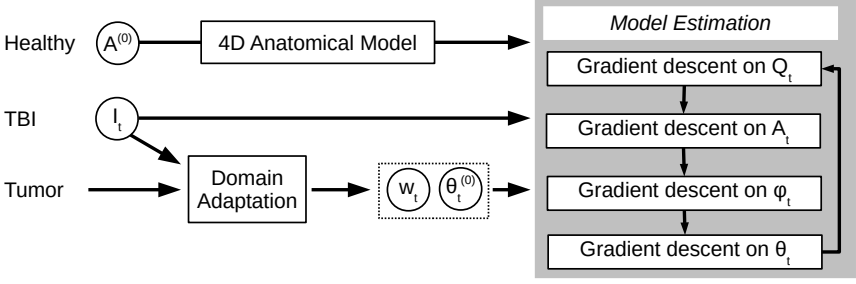 Healthy
A(0)
4D Anatomical Model
TBI
It
Tumor
Domain
Adaptation
wt
θt(0)
Model Estimation
Gradient descent on Qt
Gradient descent on At
Gradient descent on φt
Gradient descent on θt